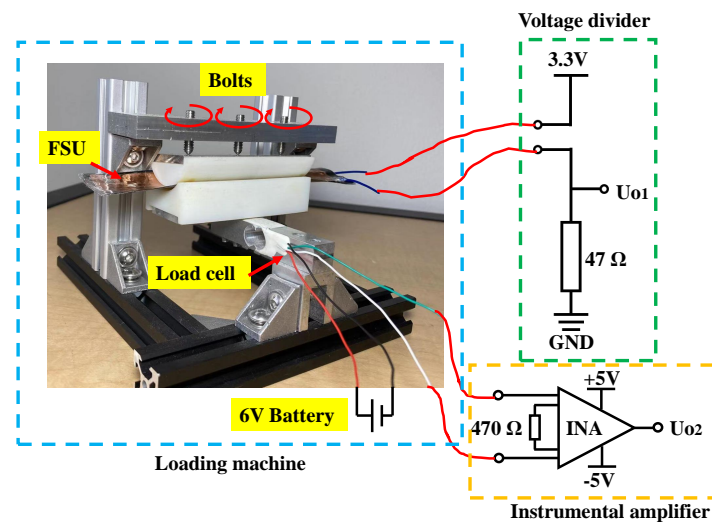 Voltage divider
3.3V
Bolts
FSU
Uo1
Load cell
47 Ω
GND
+5V
6V Battery
470 Ω
INA
Uo2
-5V
Loading machine
Instrumental amplifier